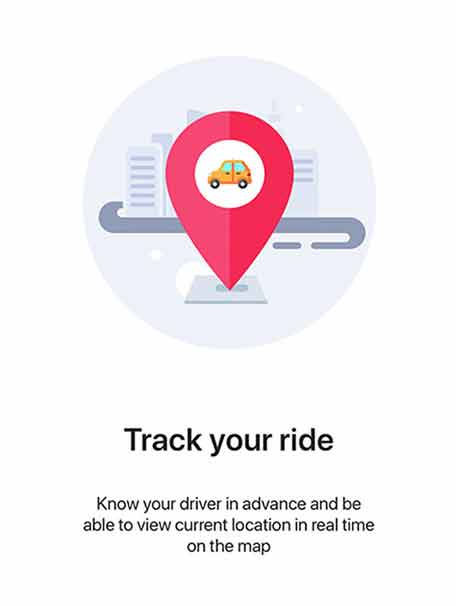 Track your ride
Know your driver in advance and be
able to view current location in real time
on the map